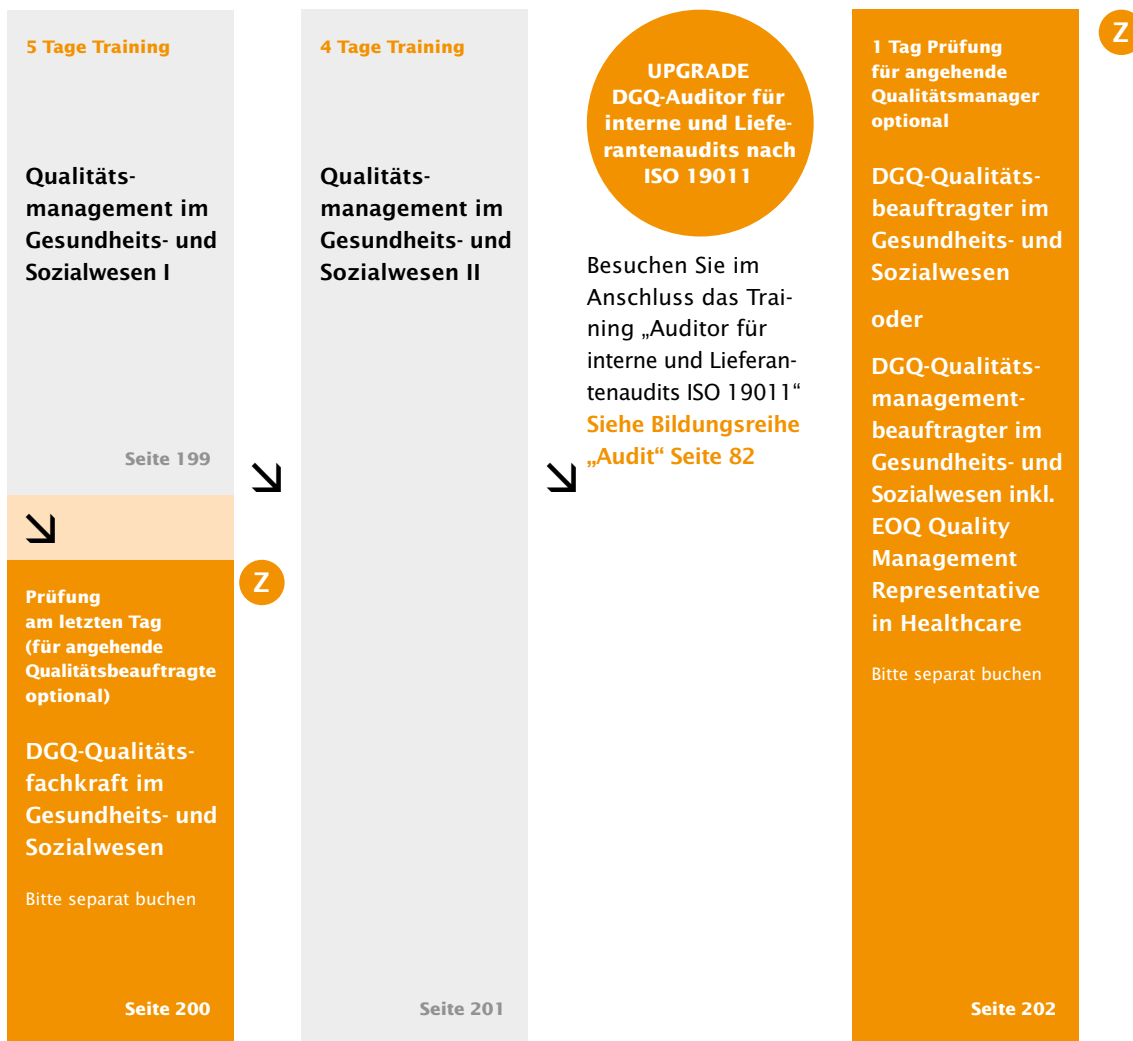 5 Tage Training
Qualitäts-
management im
Gesundheits- und
Sozialwesen I
Seite 199
Prüfung
am letzten Tag
(für angehende
Qualitätsbeauftragte
optional)
Z
DGQ-Qualitäts-
fachkraft im
Gesundheits- und
Sozialwesen
Bitte separat buchen
Seite 200
4 Tage Training
Qualitäts-
management im
Gesundheits- und
Sozialwesen II
Seite 201
UPGRADE
DGQ-Auditor für
interne und Liefe-
rantenaudits nach
ISO 19011
Besuchen Sie im
Anschluss das Trai-
ning „Auditor für
interne und Lieferan-
tenaudits ISO 19011“
Siehe Bildungsreihe
„Audit“ Seite 82
1 Tag Prüfung
für angehende
Qualitätsmanager
optional
Z
DGQ-Qualitäts-
beauftragter im
Gesundheits- und
Sozialwesen
oder
DGQ-Qualitäts-
management-
beauftragter im
Gesundheits- und
Sozialwesen inkl.
EOQ Quality
Management
Representative
in Healthcare
Bitte separat buchen
Seite 202